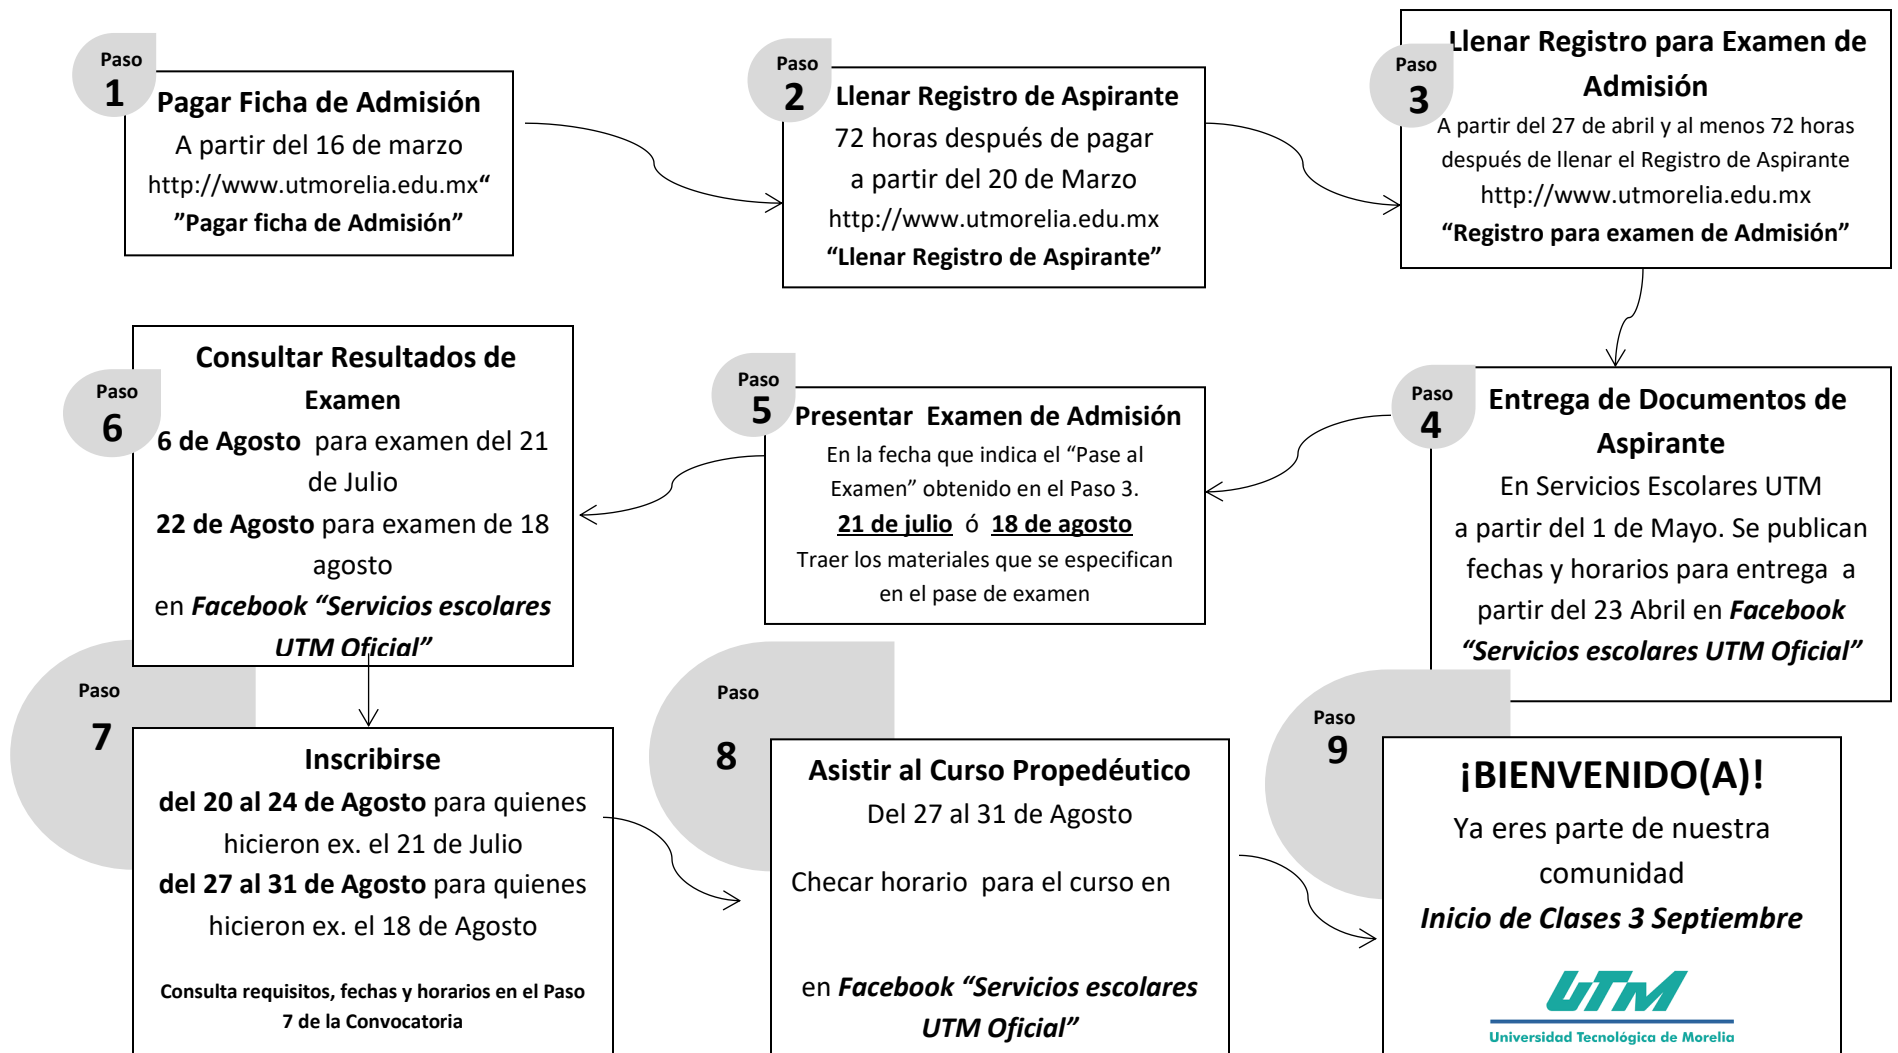 Paso
1
Pagar Ficha de Admisión
A partir del 16 de marzo
http://www.utmorelia.edu.mx“
”Pagar ficha de Admisión”
Paso
2
Llenar Registro de Aspirante
72 horas después de pagar
a partir del 20 de Marzo
http://www.utmorelia.edu.mx
“Llenar Registro de Aspirante”
Paso
3
Llenar Registro para Examen de
Admisión
A partir del 27 de abril y al menos 72 horas
después de llenar el Registro de Aspirante
http://www.utmorelia.edu.mx
“Registro para examen de Admisión”
Paso
4
Entrega de Documentos de
Aspirante
En Servicios Escolares UTM
a partir del 1 de Mayo. Se publican
fechas y horarios para entrega a
partir del 23 Abril en Facebook
“Servicios escolares UTM Oficial”
Paso
5
Presentar Examen de Admisión
En la fecha que indica el “Pase al
Examen” obtenido en el Paso 3.
21 de julio ó 18 de agosto
Traer los materiales que se especifican
en el pase de examen
Paso
6
Consultar Resultados de
Examen
6 de Agosto para examen del 21
de Julio
22 de Agosto para examen de 18
agosto
en Facebook “Servicios escolares
UTM Oficial”
Paso
7
Inscribirse
del 20 al 24 de Agosto para quienes
hicieron ex. el 21 de Julio
del 27 al 31 de Agosto para quienes
hicieron ex. el 18 de Agosto
Consulta requisitos, fechas y horarios en el Paso
7 de la Convocatoria
Paso
8
Asistir al Curso Propedéutico
Del 27 al 31 de Agosto
Checar horario para el curso en
en Facebook “Servicios escolares
UTM Oficial”
Paso
9
¡BIENVENIDO(A)!
Ya eres parte de nuestra
comunidad
Inicio de Clases 3 Septiembre
UTM
Universidad Tecnológica de Morelia